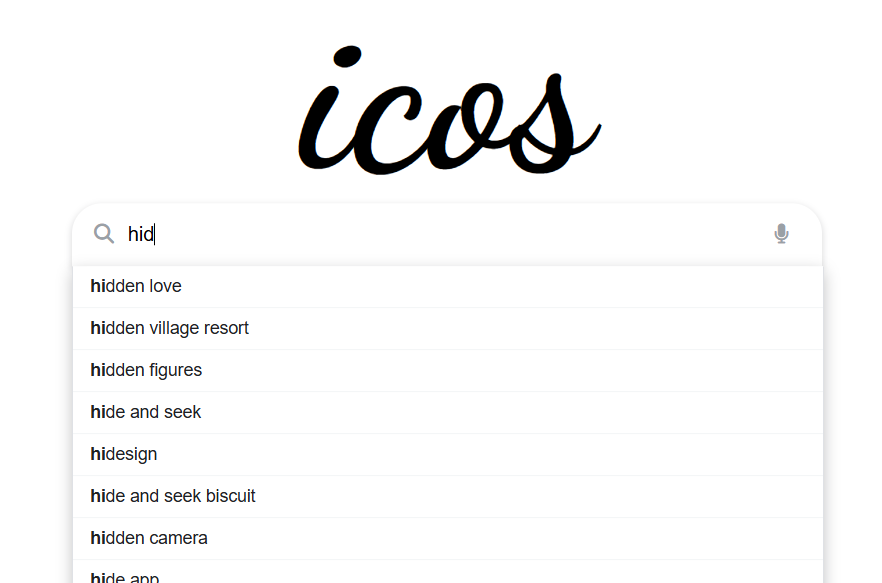 icos
hid
hidden love
hidden village resort
hidden figures
hide and seek
hidesign
hide and seek biscuit
hidden camera
hide app